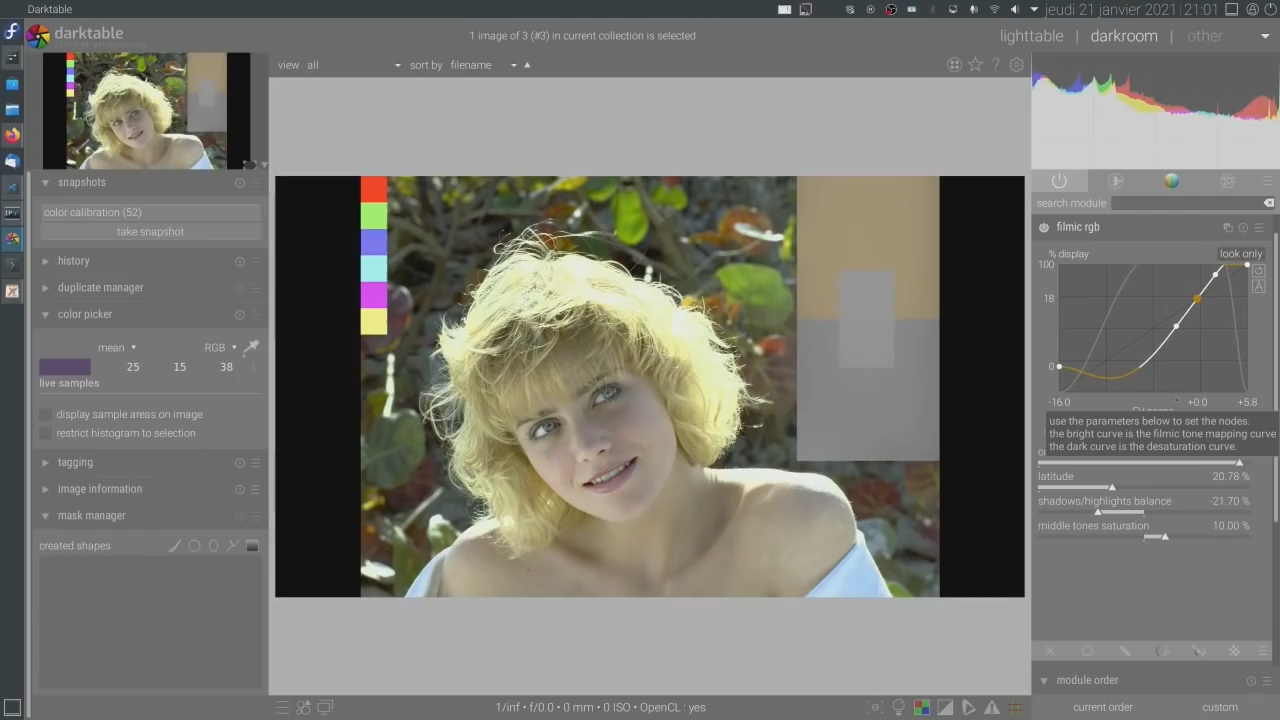 Darktable
jeudi 21 janvier 2021 | 21:01
darktable
1 image of 3 (#3) in current collection is selected
lighttable | darkroom | other
view all sort by filename
snapshots
color calibration (52)
take snapshot
history
duplicate manager
color picker
mean RGB
25 15 38
live samples
display sample areas on image
restrict histogram to selection
tagging
image information
mask manager
created shapes
search module
filmic rgb
% display
look only
100
18
0
-16.0 +0.0 +5.8
use the parameters below to set the nodes.
the bright curve is the filmic tone mapping curve
the dark curve is the desaturation curve.
latitude 20.78 %
shadows/highlights balance -21.70 %
middle tones saturation 10.00 %
module order
current order custom
1/inf • f/0.0 • 0 mm • 0 ISO • OpenCL : yes